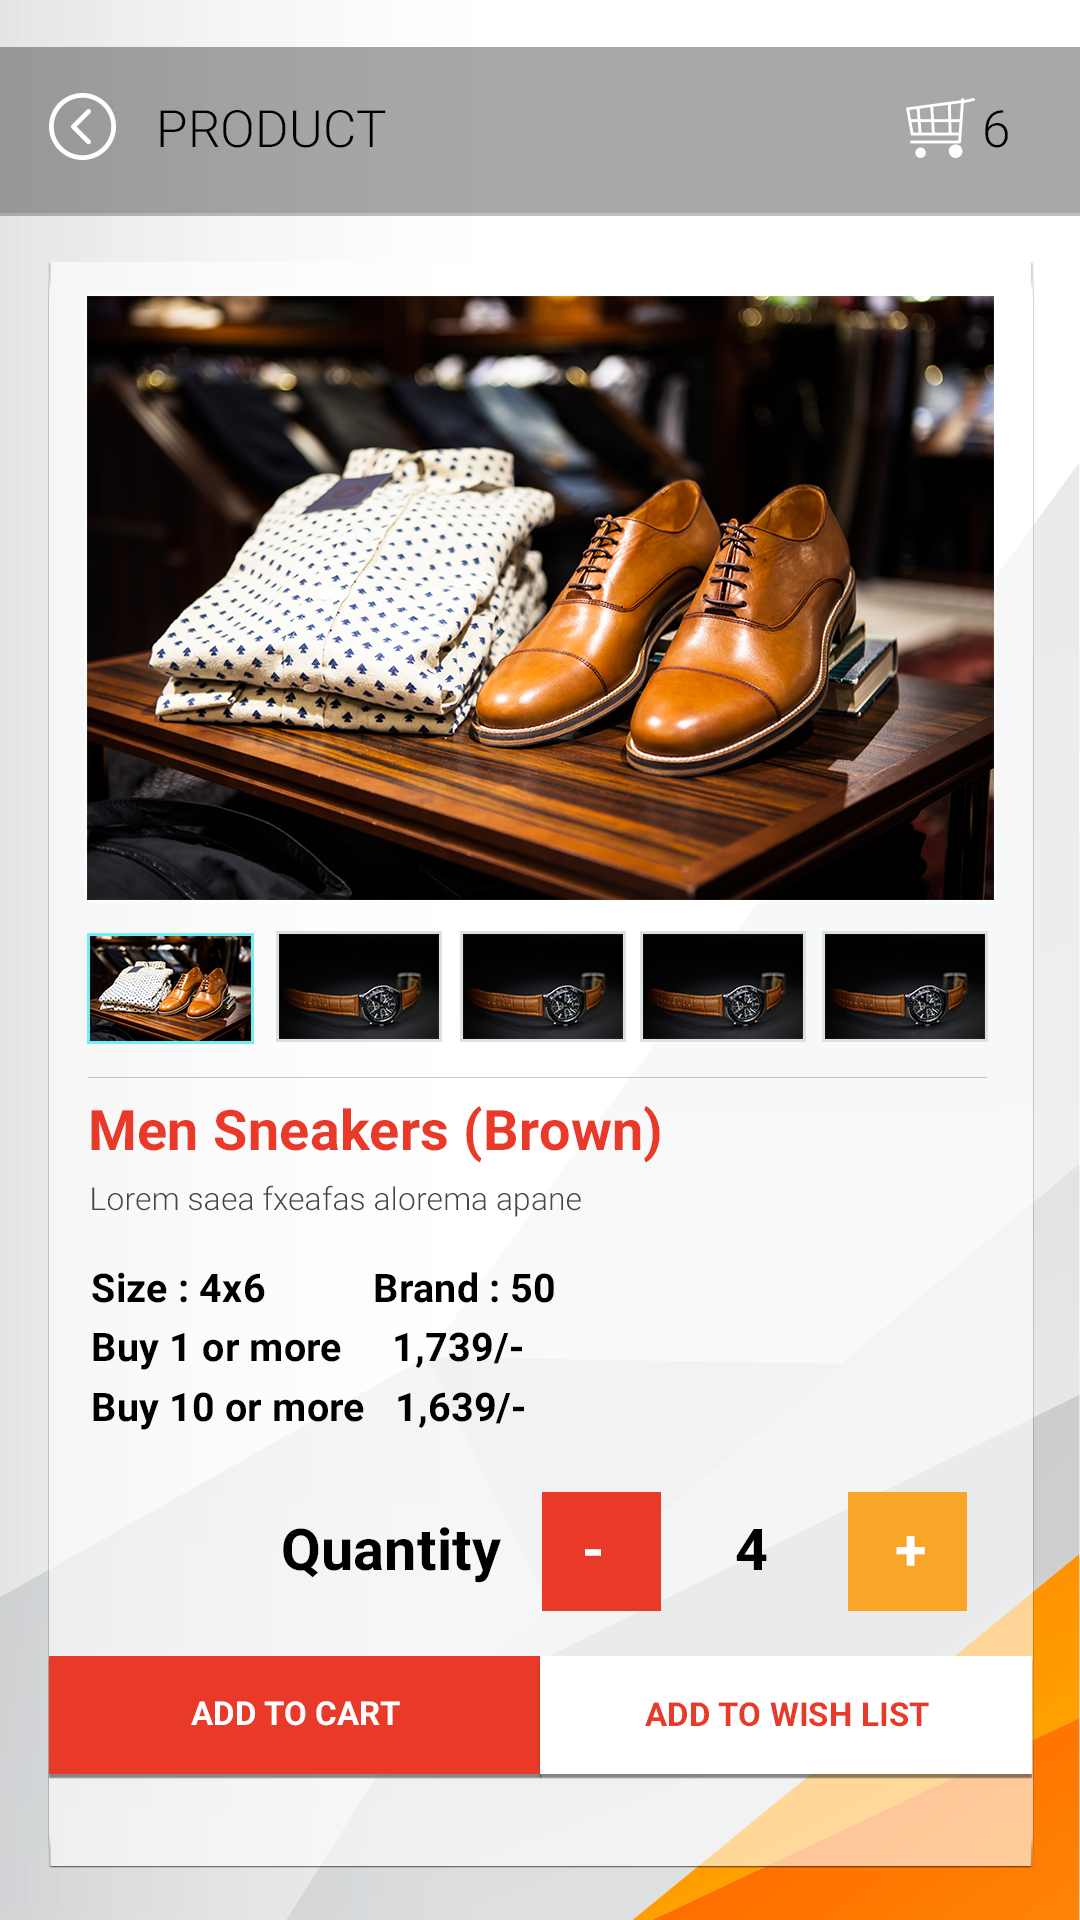 PRODUCT 6
Men Sneakers (Brown)
Lorem saea fxeafas alorema apane
Size : 4x6 Brand : 50
Buy 1 or more 1,739/-
Buy 10 or more 1,639/-
Quantity - 4 +
ADD TO CART ADD TO WISH LIST